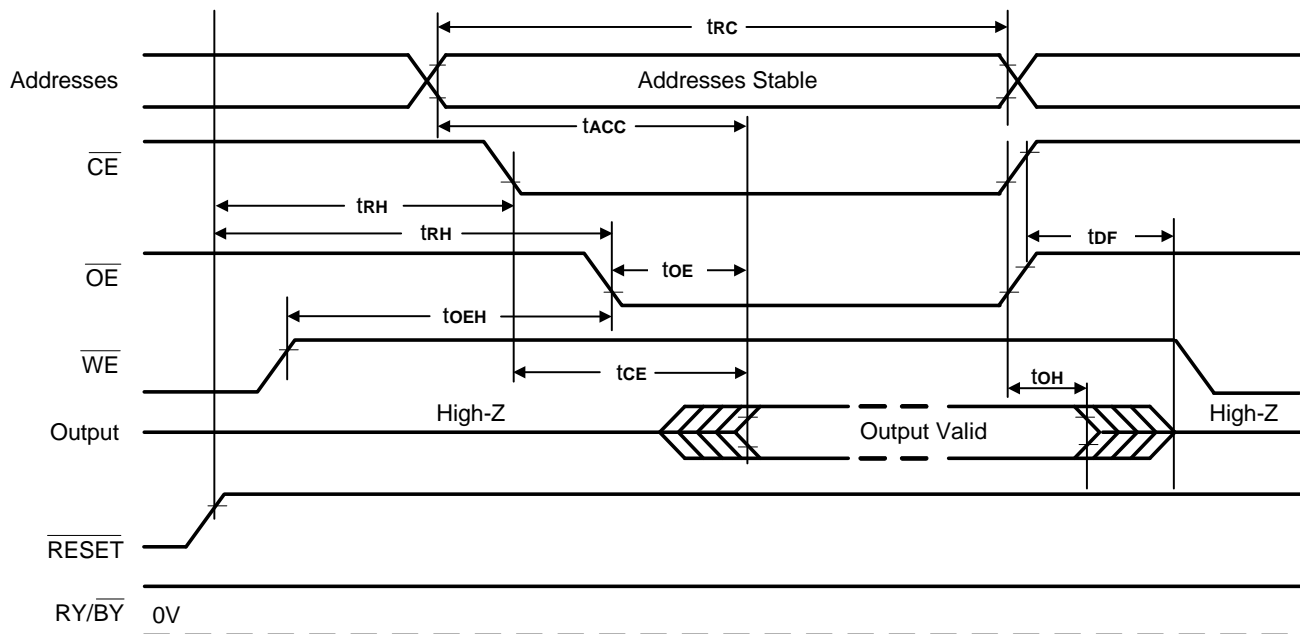 tRC
Addresses
Addresses Stable
tACC
CE
tRH
tRH
tDF
OE
tOE
tOEH
WE
tCE
tOH
High-Z
High-Z
Output
Output Valid
RESET
RY/BY
0V